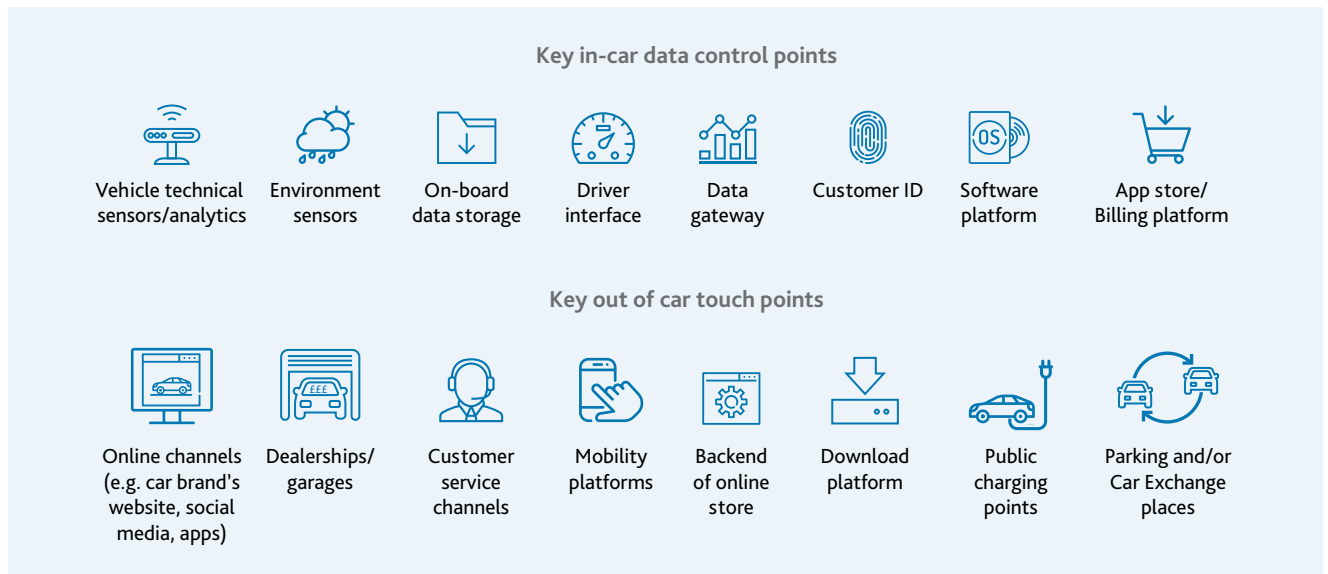 Key in-car data control points
Vehicle technical
sensors/analytics
Environment
sensors
On-board
data storage
Driver
interface
Data
gateway
Customer ID
OS
Software
platform
App store/
Billing platform
Key out of car touch points
Online channels
(e.g. car brand's
website, social
media, apps)
£££
Dealerships/
garages
Customer
service
channels
Mobility
platforms
Backend
of online
store
Download
platform
Public
charging
points
Parking and/or
Car Exchange
places